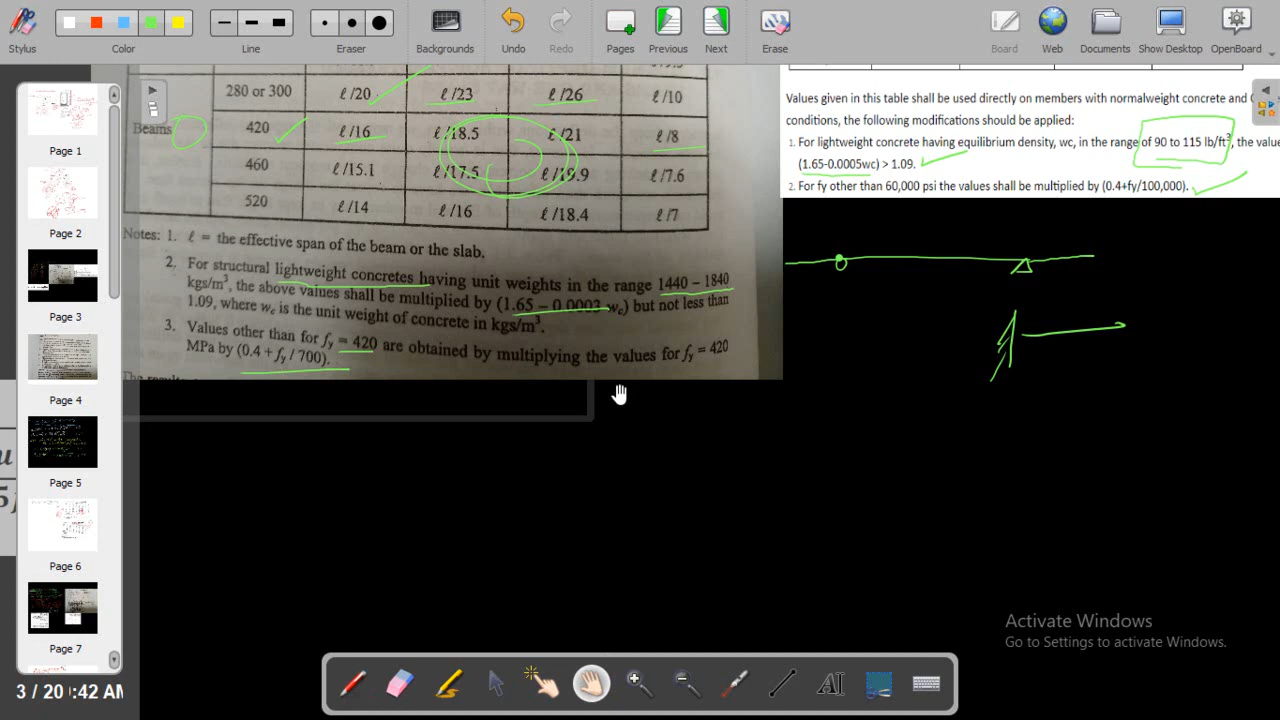 Stylus
Color
Line
Eraser
Backgrounds
Undo
Redo
Pages
Previous
Next
Erase
Board
Web
Documents
Show Desktop
OpenBoard
280 or 300 ℓ/20 ℓ/23 ℓ/26 ℓ/10
Beams 420 ℓ/16 ℓ/18.5 ℓ/21 ℓ/8
460 ℓ/15.1 ℓ/17.5 ℓ/19.9 ℓ/7.6
520 ℓ/14 ℓ/16 ℓ/18.4 ℓ/7
Notes: 1. ℓ = the effective span of the beam or the slab.
2. For structural lightweight concretes having unit weights in the range 1440 – 1840
kgs/m³, the above values shall be multiplied by (1.65 – 0.0003 wc) but not less than
1.09, where wc is the unit weight of concrete in kgs/m³.
3. Values other than for fy = 420 are obtained by multiplying the values for fy = 420
MPa by (0.4 + fy / 700).
Values given in this table shall be used directly on members with normalweight concrete and
conditions, the following modifications should be applied:
1. For lightweight concrete having equilibrium density, wc, in the range of 90 to 115 lb/ft³, the value
(1.65-0.0005wc) > 1.09.
2. For fy other than 60,000 psi the values shall be multiplied by (0.4+fy/100,000).
Page 1
Page 2
Page 3
Page 4
Page 5
Page 6
Page 7
3 / 20
:42 AM
Activate Windows
Go to Settings to activate Windows.
AI